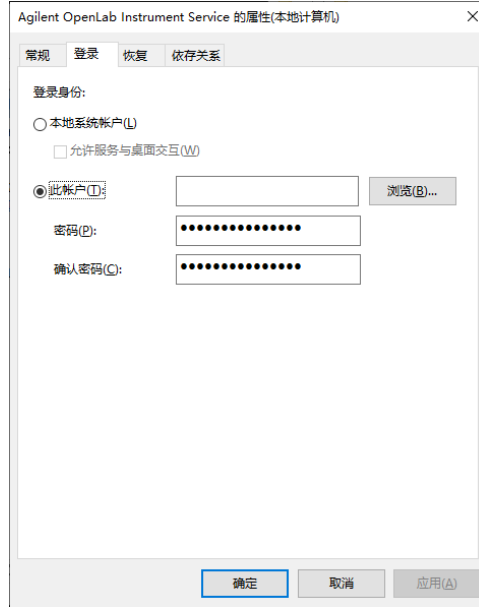 Agilent OpenLab Instrument Service 的属性(本地计算机)
常规 登录 恢复 依存关系
登录身份:
本地系统帐户(L)
允许服务与桌面交互(W)
此帐户(T): 浏览(B)...
密码(P): ●●●●●●●●●●●●●●●
确认密码(C): ●●●●●●●●●●●●●●●
确定 取消 应用(A)